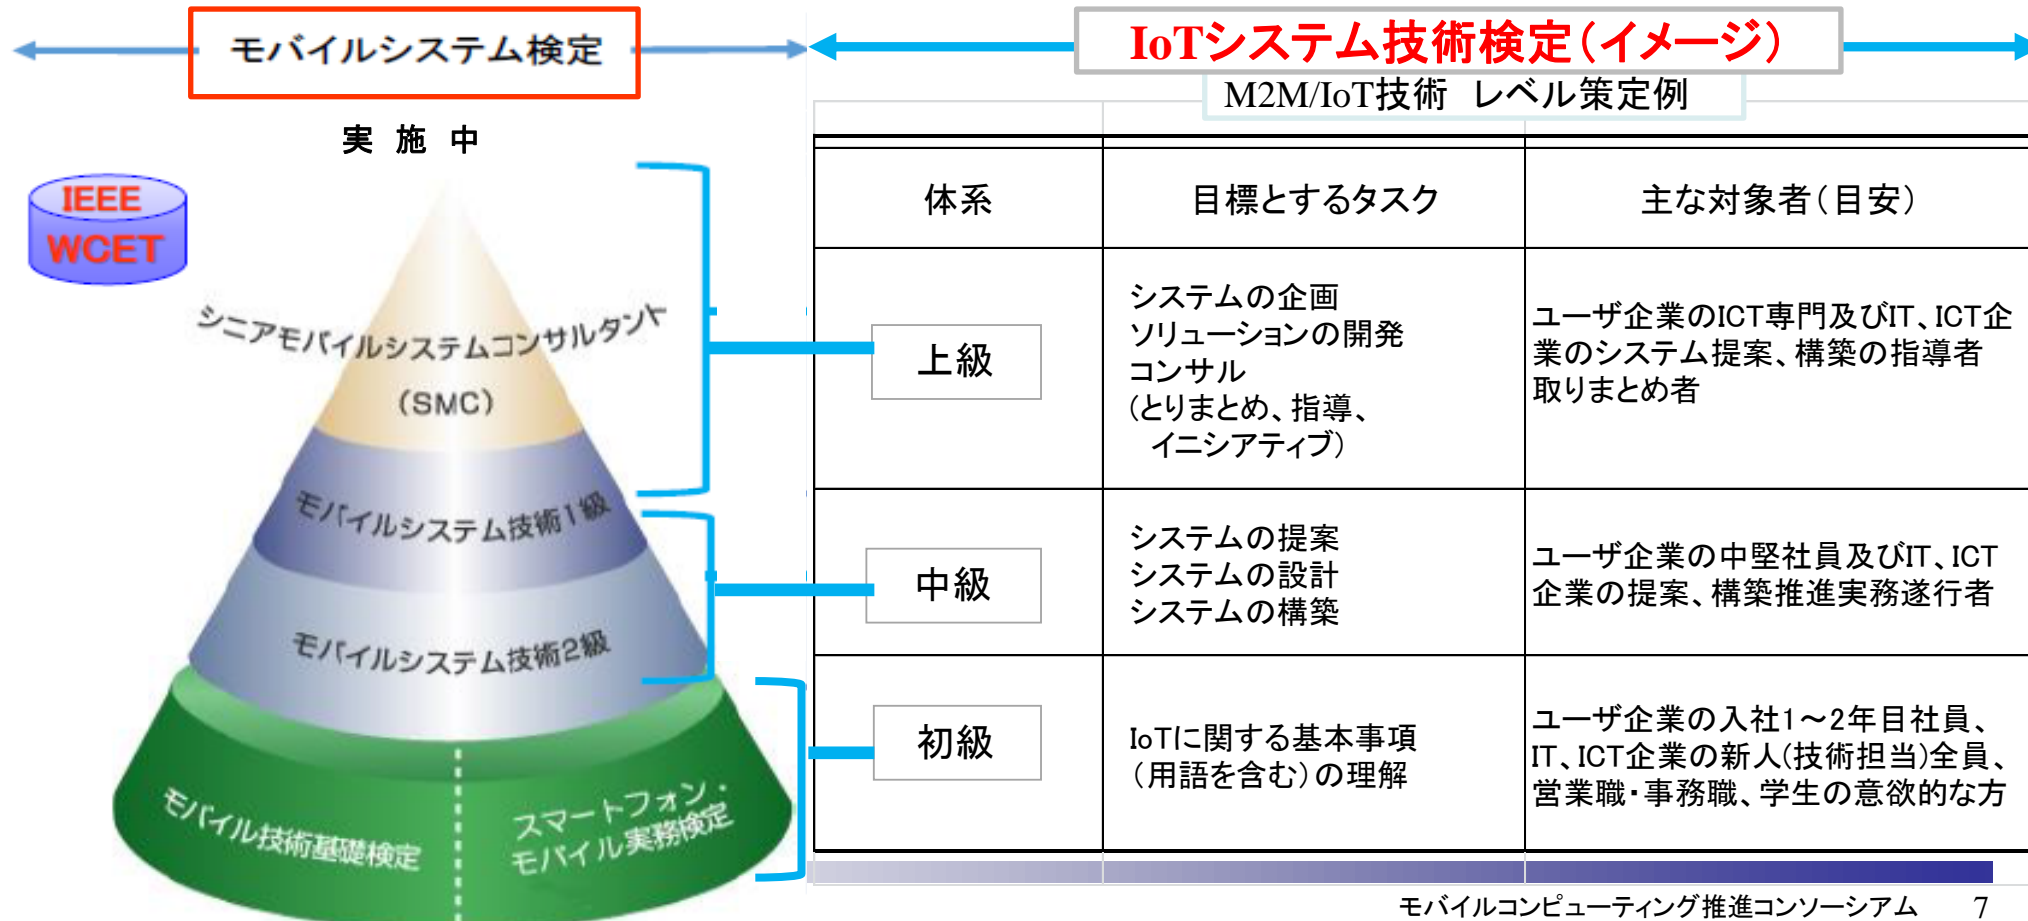 モバイルシステム検定
IoTシステム技術検定（イメージ）
M2M/IoT技術　レベル策定例
実 施 中
IEEE
WCET
シニアモバイルシステムコンサルタント
（SMC）
モバイルシステム技術1級
モバイルシステム技術2級
モバイル技術基礎検定
スマートフォン・
モバイル実務検定
体系
目標とするタスク
主な対象者（目安）
上級
システムの企画
ソリューションの開発
コンサル
(とりまとめ、指導、
イニシアティブ)
ユーザ企業のICT専門及びIT、ICT企
業のシステム提案、構築の指導者
取りまとめ者
中級
システムの提案
システムの設計
システムの構築
ユーザ企業の中堅社員及びIT、ICT
企業の提案、構築推進実務遂行者
初級
IoTに関する基本事項
（用語を含む）の理解
ユーザ企業の入社1～2年目社員、
IT、ICT企業の新人(技術担当)全員、
営業職・事務職、学生の意欲的な方
モバイルコンピューティング推進コンソーシアム　7